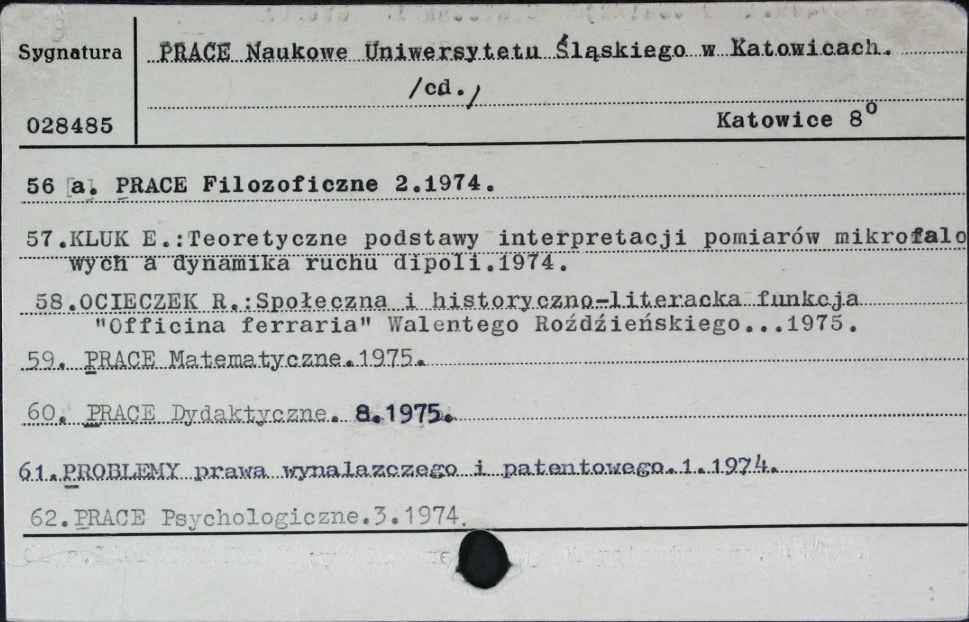 Sygnatura
PRACE Naukowe Uniwersytetu Śląskiego w Katowicach.
/cd./
028485
Katowice 8°
56 [a]. PRACE Filozoficzne 2.1974.
57.KLUK E.:Teoretyczne podstawy interpretacji pomiarów mikrofalo
wych a dynamika ruchu dipoli.1974.
58.OCIECZEK R.:Społeczna i historyczno-literacka funkcja
"Officina ferraria" Walentego Roździeńskiego...1975.
59. PRACE Matematyczne.1975.
60. PRACE Dydaktyczne. 8.1975.
61.PROBLEMY prawa wynalazczego i patentowego.1.1974.
62.PRACE Psychologiczne.3.1974.